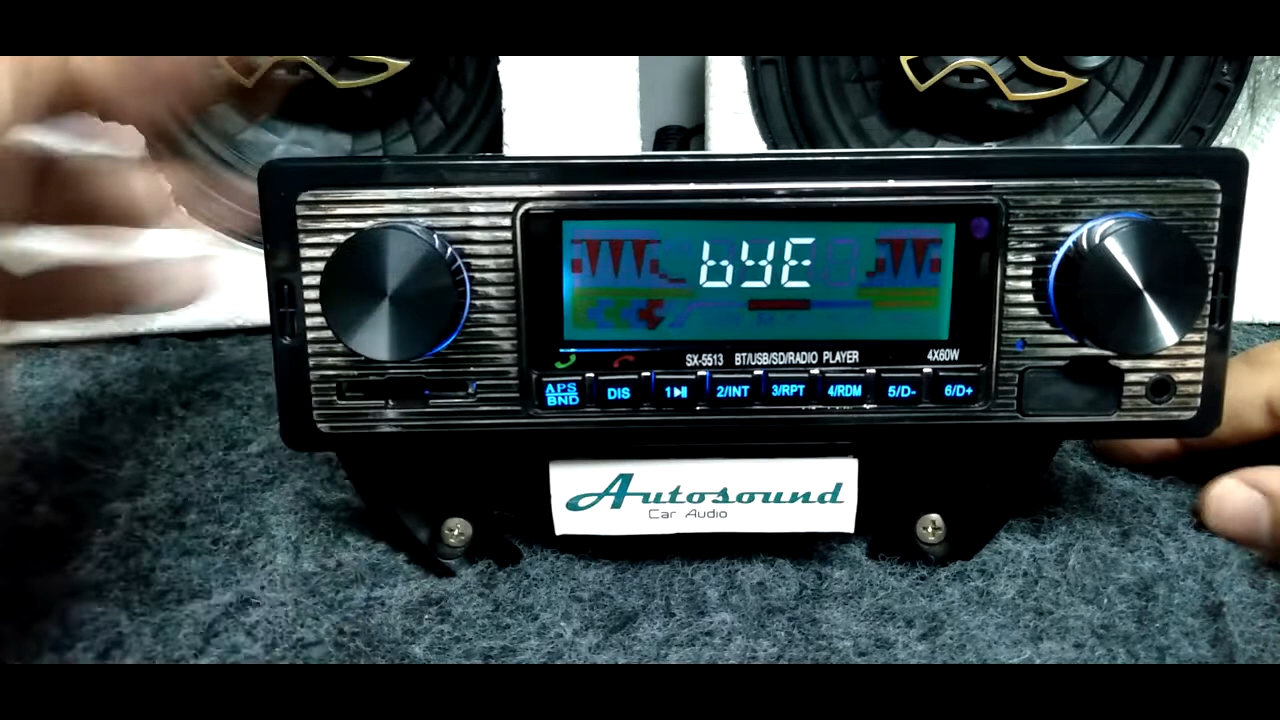 bYE
SX-5513 BT/USB/SD/RADIO PLAYER 4X60W
APS
BND
DIS
1
2/INT
3/RPT
4/RDM
5/D-
6/D+
Autosound
Car Audio